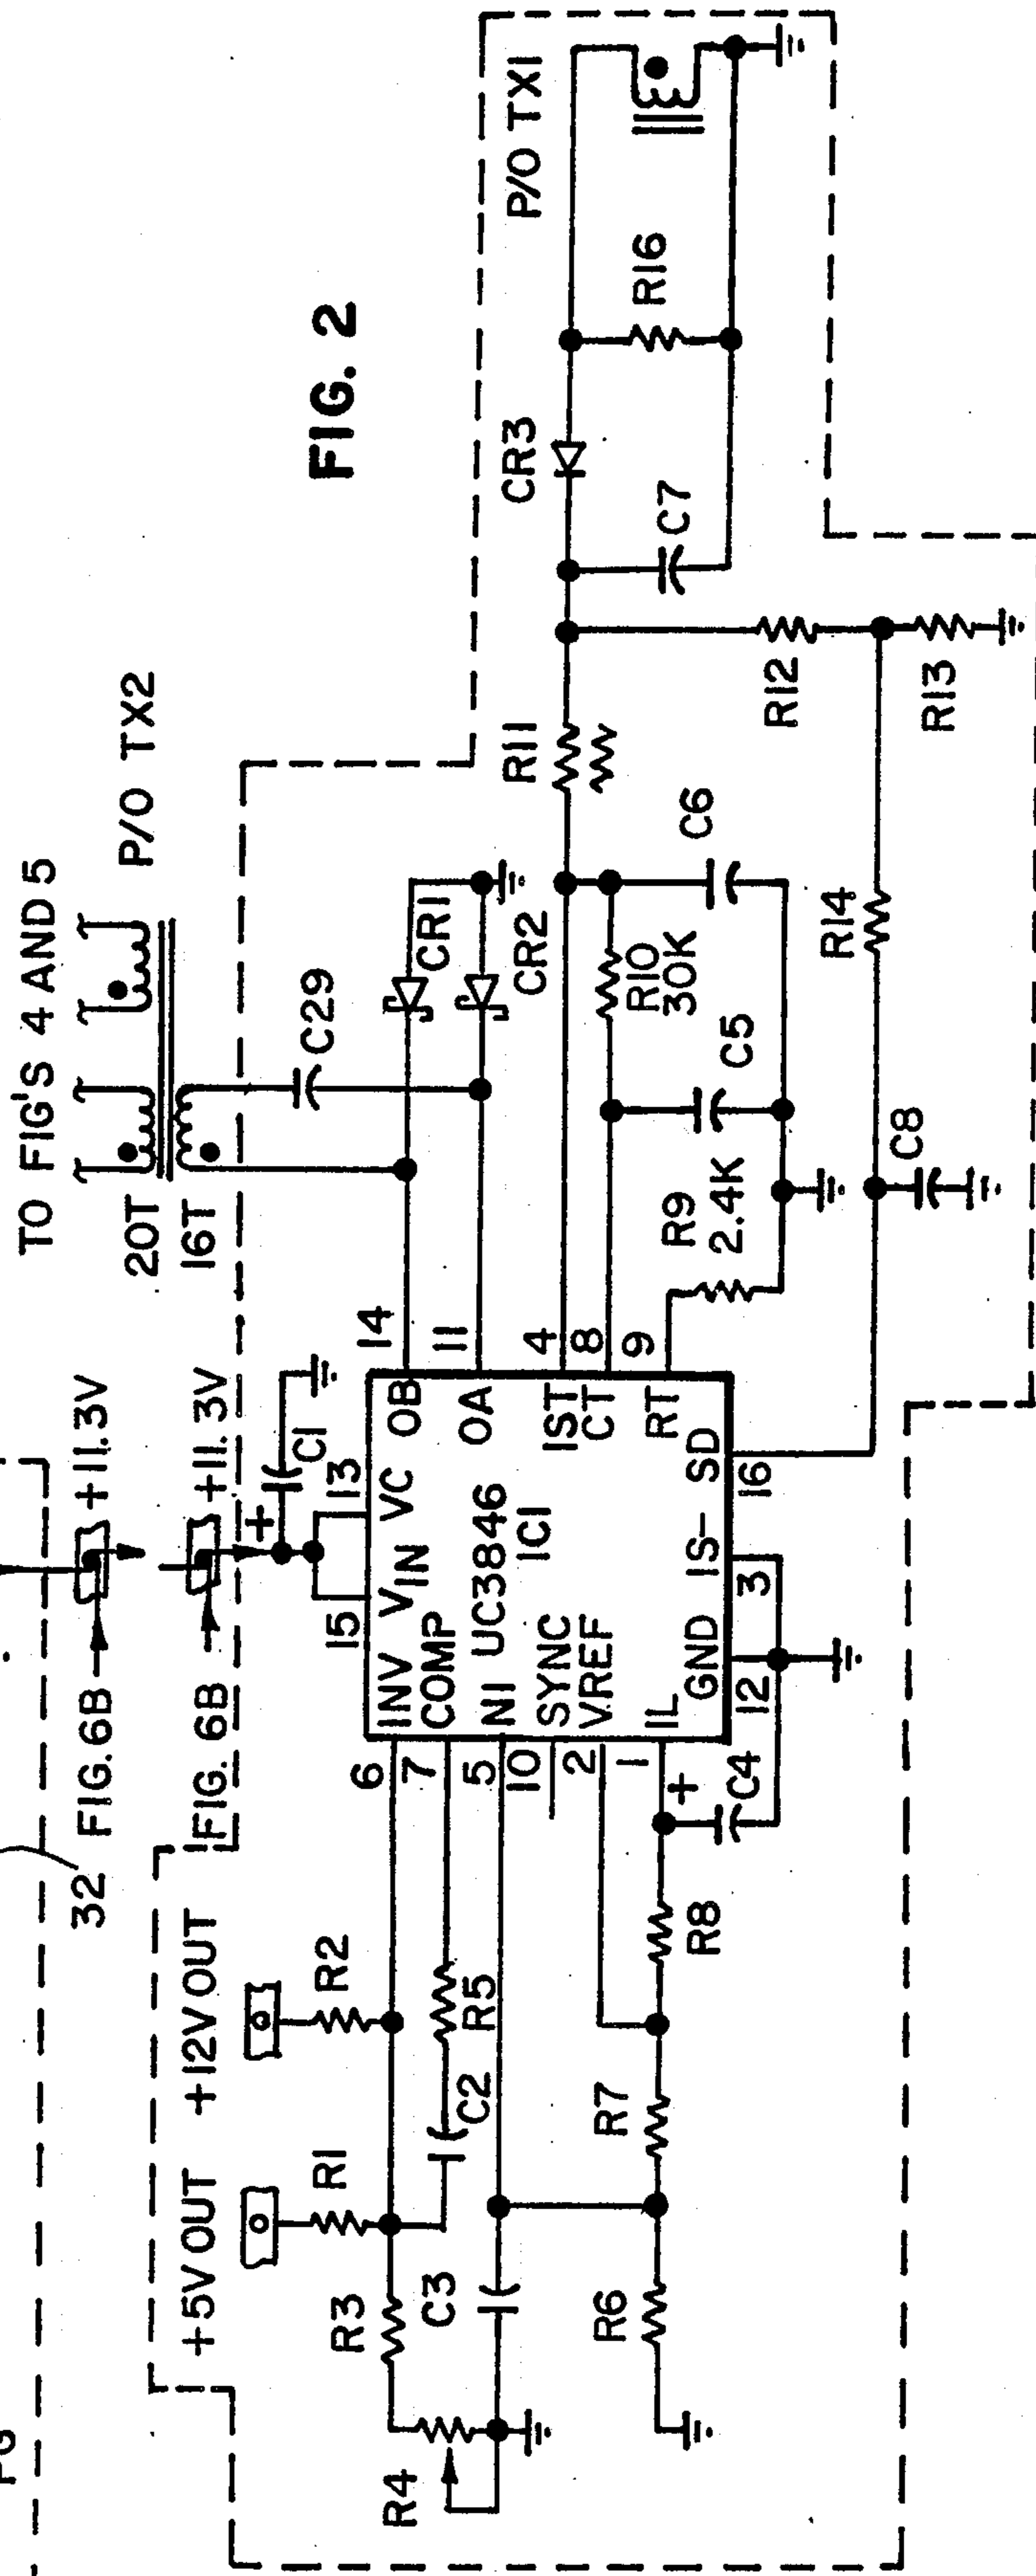 FIG. 2
TO FIG'S 4 AND 5
P/O TX2
20T
16T
P/O TX1
32
FIG.6B
+11.3V
FIG. 6B
+11.3V
+5V OUT
+12V OUT
R1
R2
R3
R4
C3
C2
R5
R6
R7
R8
C4
+
C1
+
C29
CR1
CR2
R11
CR3
R16
C7
R12
R13
R14
C6
R10
30K
C5
R9
2.4K
C8
15
13
14
11
4
8
9
16
3
12
1
2
10
5
7
6
VIN
VC
OB
OA
IST
CT
RT
SD
IS-
GND
IL
VREF
SYNC
NI
COMP
INV
UC3846
IC1